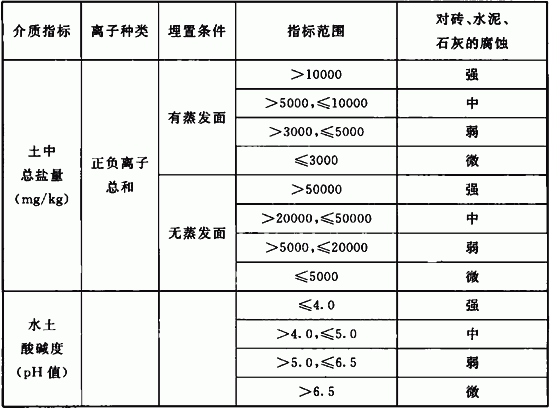 介质指标 离子种类 埋置条件 指标范围 对砖、水泥、
石灰的腐蚀
土中
总盐量
(mg/kg)
正负离子
总和
有蒸发面
>10000 强
>5000,≤10000 中
>3000,≤5000 弱
≤3000 微
无蒸发面
>50000 强
>20000,≤50000 中
>5000,≤20000 弱
≤5000 微
水土
酸碱度
(pH值)
≤4.0 强
>4.0,≤5.0 中
>5.0,≤6.5 弱
>6.5 微